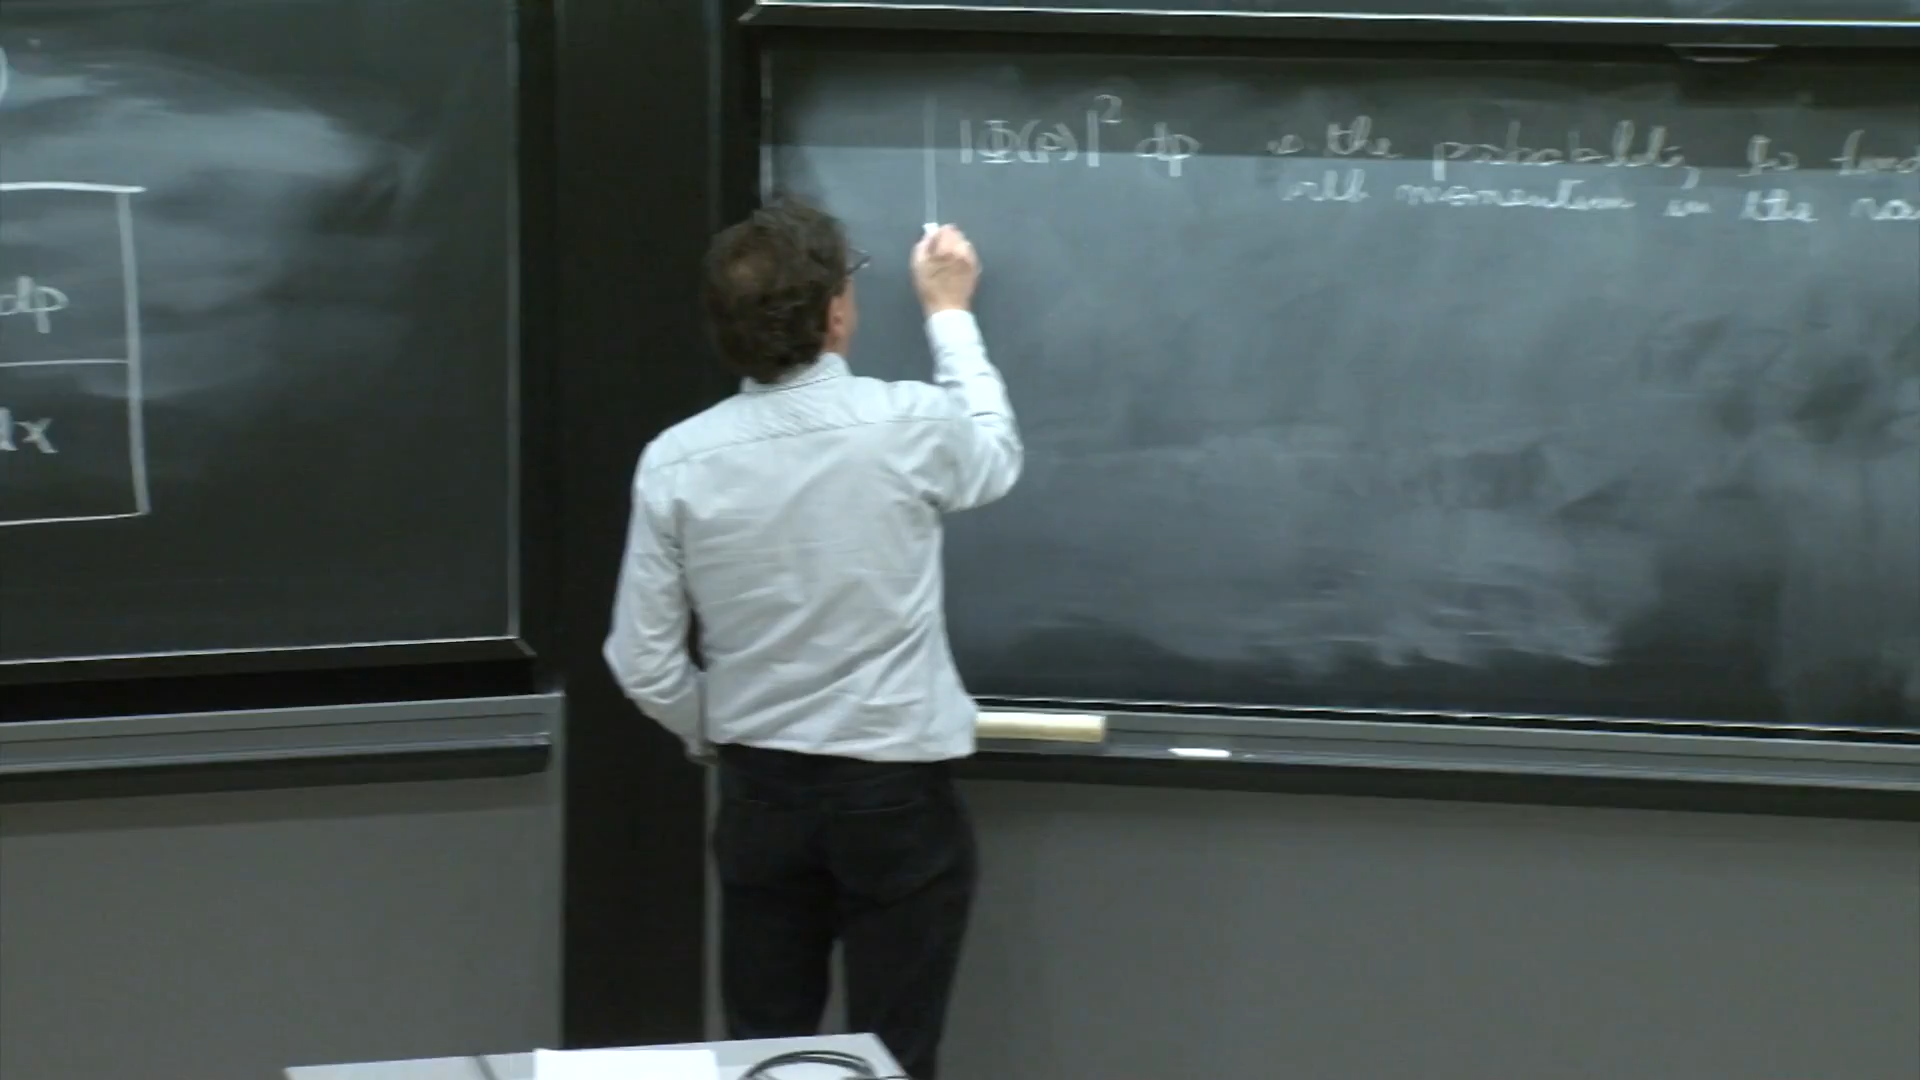 )
dp
dx
|Φ(p)|² dp is the probability to find
with momentum in the ra